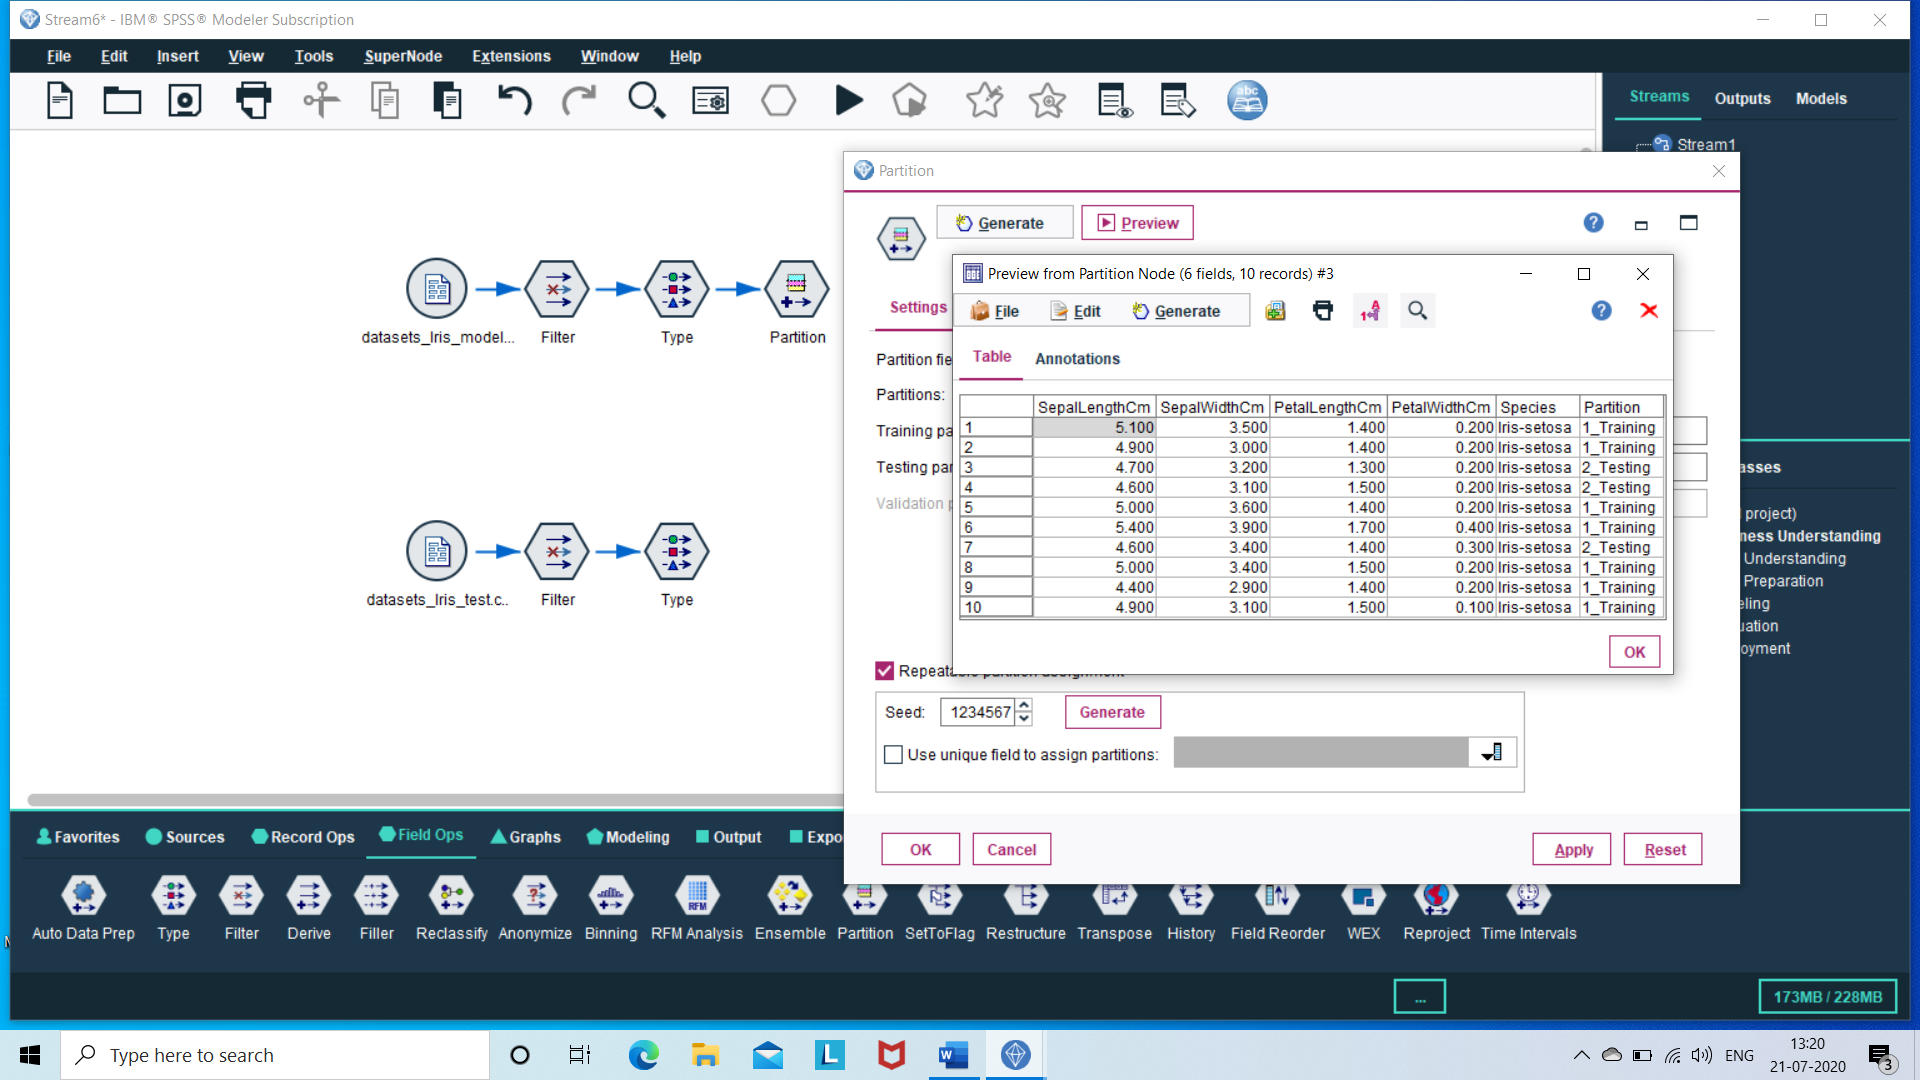 Stream6* - IBM® SPSS® Modeler Subscription
File Edit Insert View Tools SuperNode Extensions Window Help
abc
Streams Outputs Models
Stream1
Partition
Generate Preview
Preview from Partition Node (6 fields, 10 records) #3
File Edit Generate
Settings
Table Annotations
datasets_Iris_model... Filter Type Partition
Partition fie
Partitions:
Training pa
Testing par
Validation p
SepalLengthCm SepalWidthCm PetalLengthCm PetalWidthCm Species Partition
1 5.100 3.500 1.400 0.200 Iris-setosa 1_Training
2 4.900 3.000 1.400 0.200 Iris-setosa 1_Training
3 4.700 3.200 1.300 0.200 Iris-setosa 2_Testing
4 4.600 3.100 1.500 0.200 Iris-setosa 2_Testing
5 5.000 3.600 1.400 0.200 Iris-setosa 1_Training
6 5.400 3.900 1.700 0.400 Iris-setosa 1_Training
7 4.600 3.400 1.400 0.300 Iris-setosa 2_Testing
8 5.000 3.400 1.500 0.200 Iris-setosa 1_Training
9 4.400 2.900 1.400 0.200 Iris-setosa 1_Training
10 4.900 3.100 1.500 0.100 Iris-setosa 1_Training
OK
asses
project)
ness Understanding
Understanding
Preparation
eling
uation
oyment
datasets_Iris_test.c.. Filter Type
Repeatable partition assignment
Seed: 1234567 Generate
Use unique field to assign partitions:
OK Cancel Apply Reset
Favorites Sources Record Ops Field Ops Graphs Modeling Output Expo
RFM
Auto Data Prep Type Filter Derive Filler Reclassify Anonymize Binning RFM Analysis Ensemble Partition SetToFlag Restructure Transpose History Field Reorder WEX Reproject Time Intervals
... 173MB / 228MB
Type here to search
ENG
13:20
21-07-2020
3